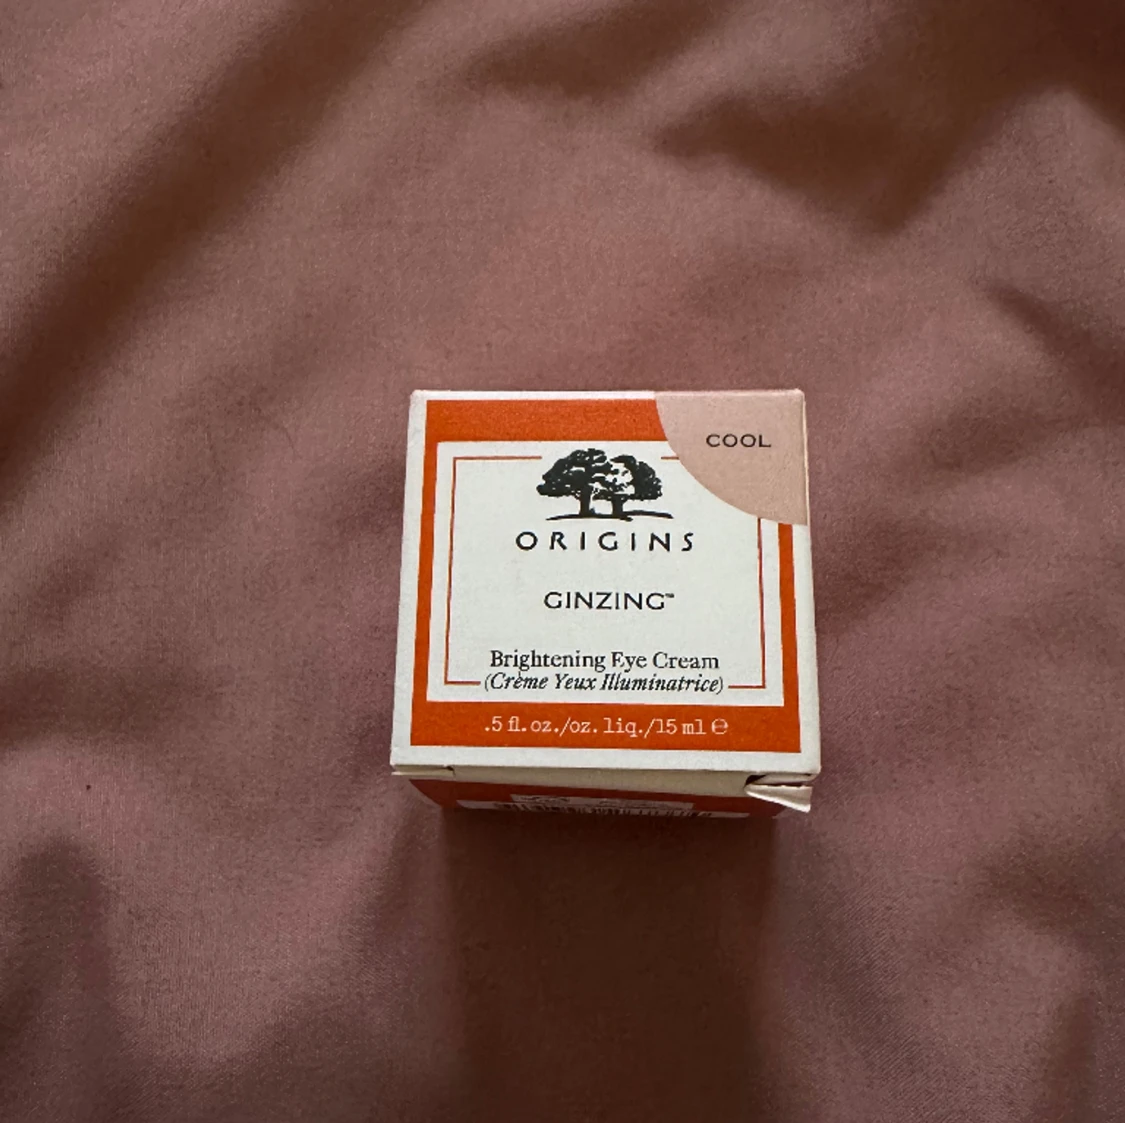 COOL
ORIGINS
GINZING™
Brightening Eye Cream
(Crème Yeux Illuminatrice)
.5 fl. oz./oz. liq./15 ml ℮